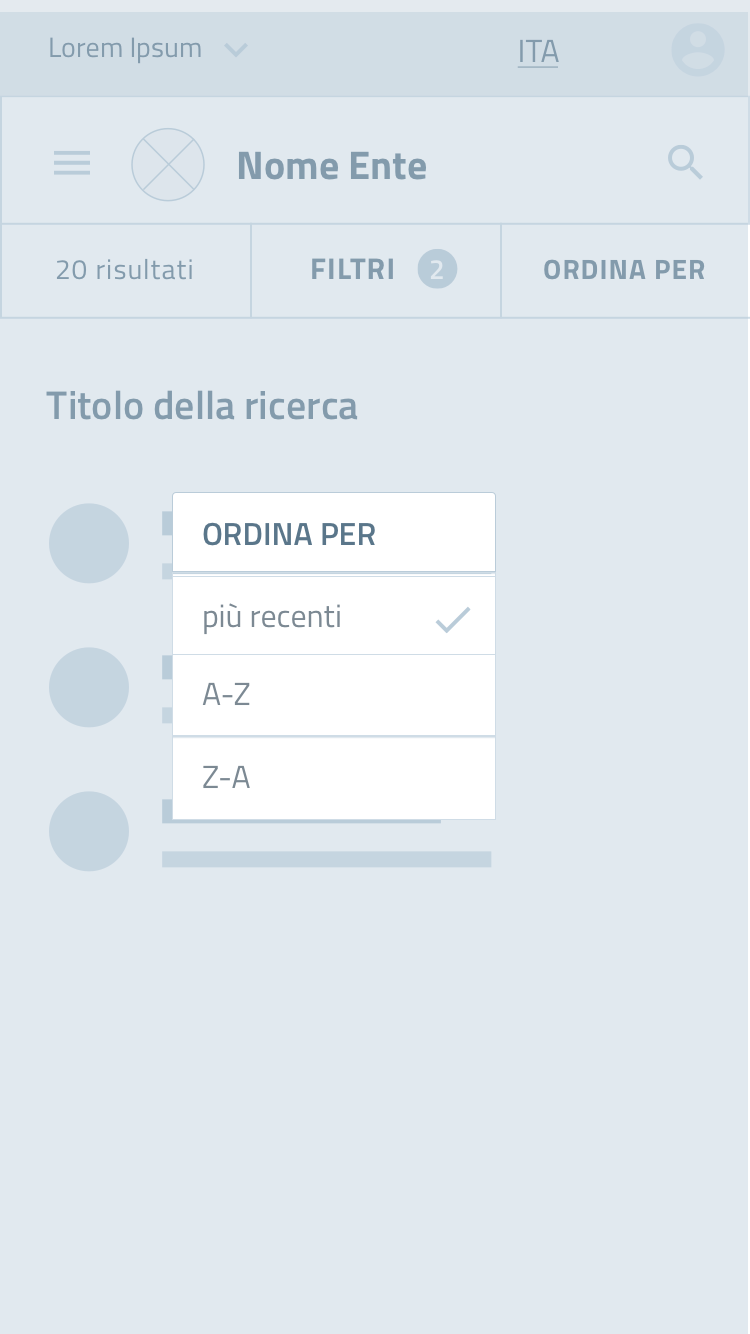 Lorem Ipsum
ITA
Nome Ente
20 risultati
FILTRI 2
ORDINA PER
Titolo della ricerca
ORDINA PER
più recenti
A-Z
Z-A